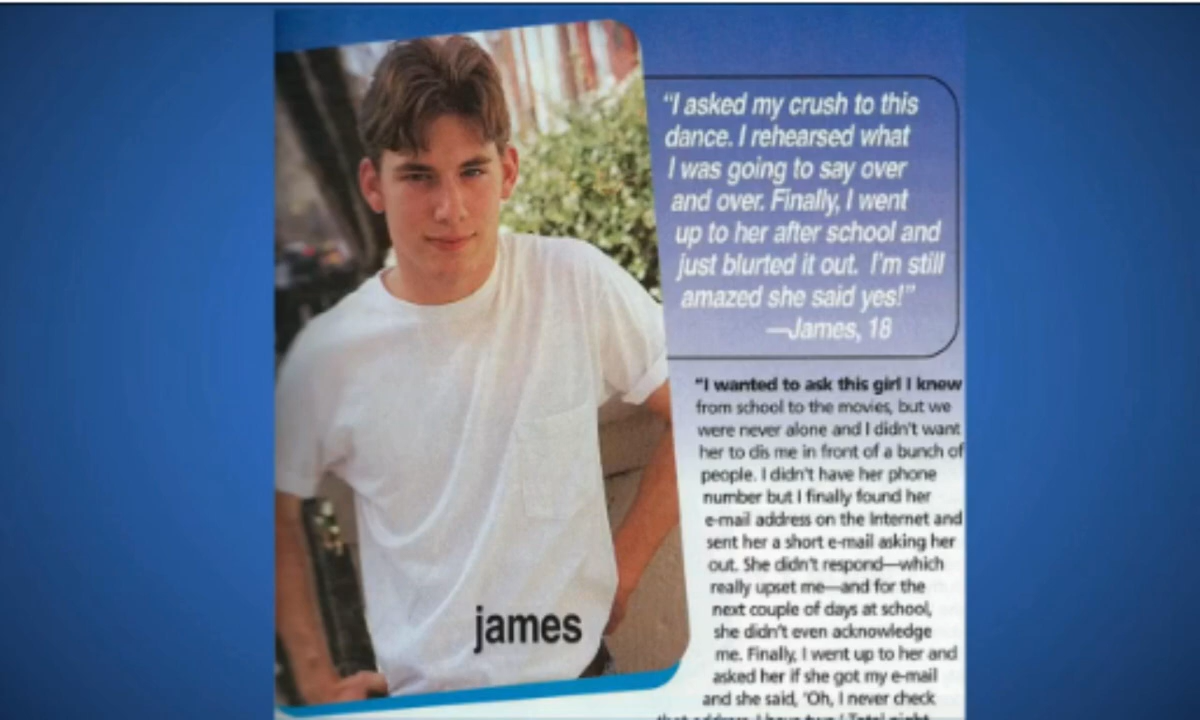 "I asked my crush to this
dance. I rehearsed what
I was going to say over
and over. Finally, I went
up to her after school and
just blurted it out. I'm still
amazed she said yes!"
—James, 18
james
"I wanted to ask this girl I knew
from school to the movies, but we
were never alone and I didn't want
her to dis me in front of a bunch of
people. I didn't have her phone
number but I finally found her
e-mail address on the Internet and
sent her a short e-mail asking her
out. She didn't respond—which
really upset me—and for the
next couple of days at school,
she didn't even acknowledge
me. Finally, I went up to her and
asked her if she got my e-mail
and she said, 'Oh, I never check